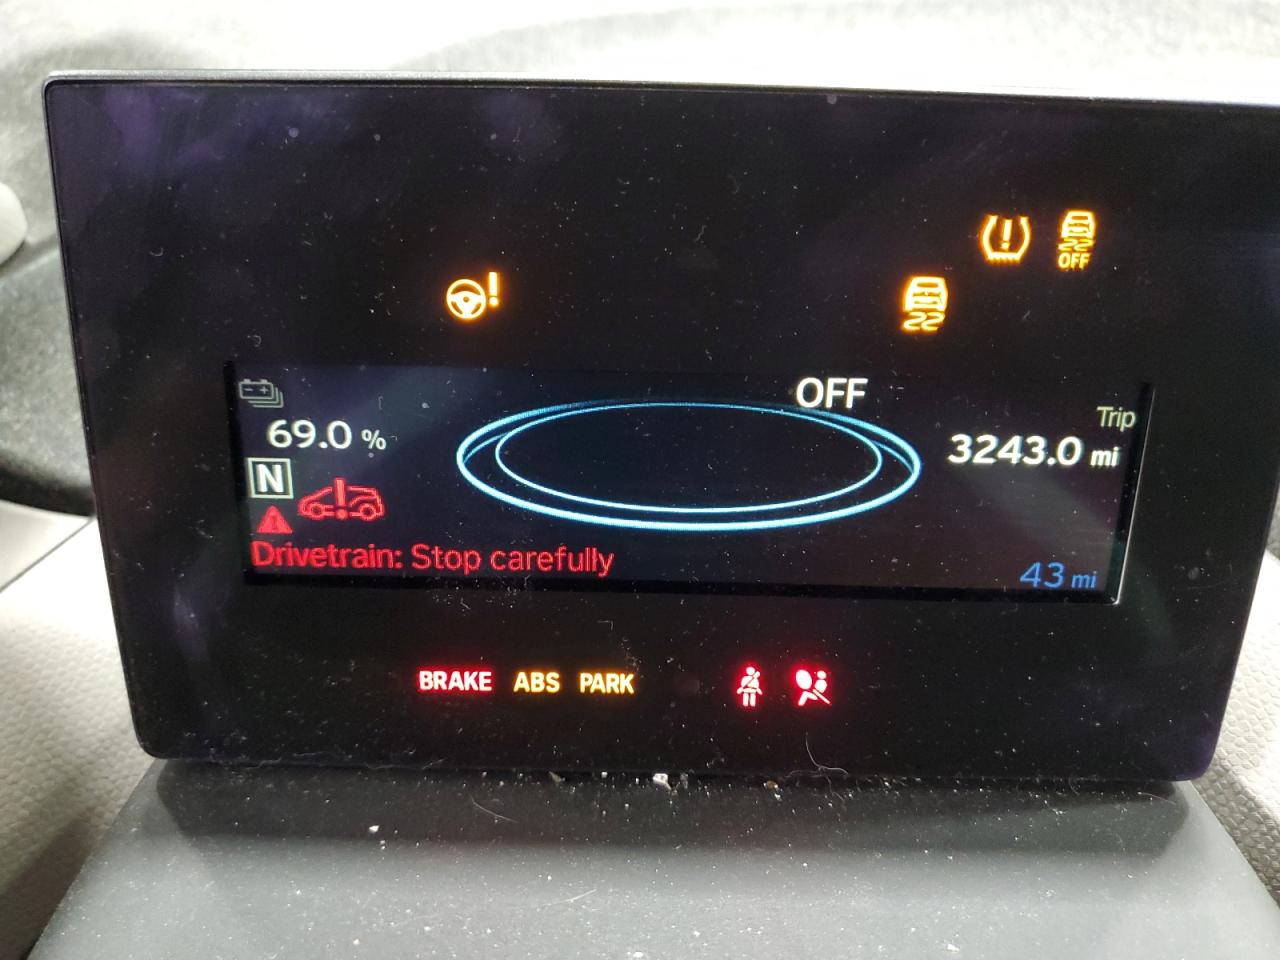 OFF
OFF
Trip
69.0 %
3243.0 mi
N
Drivetrain: Stop carefully
43 mi
BRAKE ABS PARK